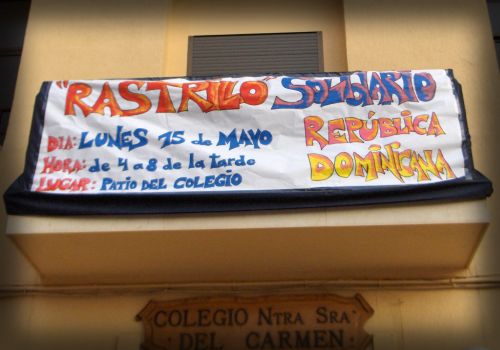 "RASTRILLO" SOLIDARIO
REPÚBLICA
DOMINICANA
DIA: LUNES 15 de MAYO
HORA: de 4 a 8 de la tarde
LUGAR: PATIO DEL COLEGIO
COLEGIO NTRA SRA
DEL CARMEN